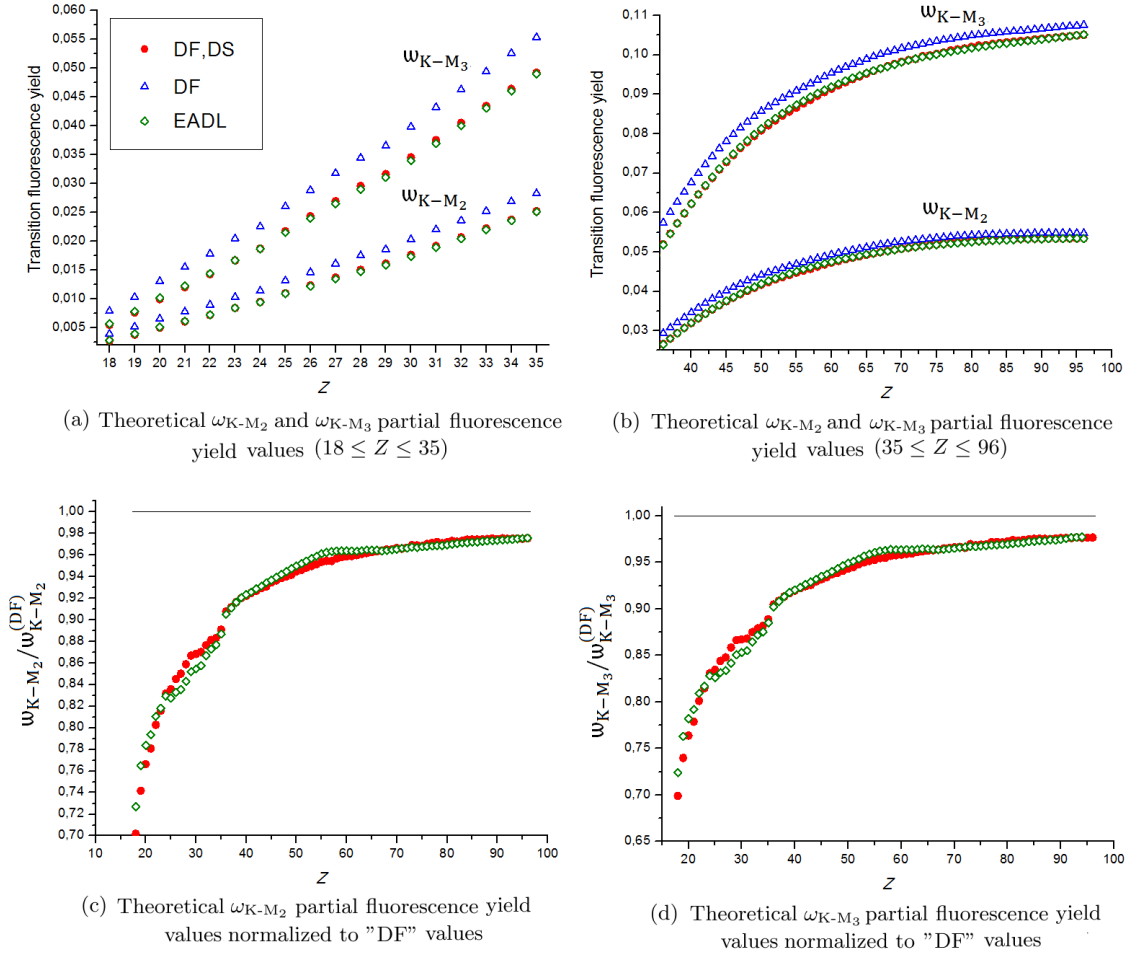 Transition fluorescence yield
0,060
0,055
0,050
0,045
0,040
0,035
0,030
0,025
0,020
0,015
0,010
0,005
DF,DS
DF
EADL
ωK−M3
ωK−M2
18 19 20 21 22 23 24 25 26 27 28 29 30 31 32 33 34 35
Z
(a) Theoretical ωK-M2 and ωK-M3 partial fluorescence
yield values (18 ≤ Z ≤ 35)
Transition fluorescence yield
0,11
0,10
0,09
0,08
0,07
0,06
0,05
0,04
0,03
ωK−M3
ωK−M2
40 45 50 55 60 65 70 75 80 85 90 95 100
Z
(b) Theoretical ωK-M2 and ωK-M3 partial fluorescence
yield values (35 ≤ Z ≤ 96)
ωK−M2/ω(DF)K−M2
1,00
0,98
0,96
0,94
0,92
0,90
0,88
0,86
0,84
0,82
0,80
0,78
0,76
0,74
0,72
0,70
10 20 30 40 50 60 70 80 90 100
Z
(c) Theoretical ωK-M2 partial fluorescence yield
values normalized to ”DF” values
ωK−M3/ω(DF)K−M3
1,00
0,95
0,90
0,85
0,80
0,75
0,70
0,65
20 30 40 50 60 70 80 90 100
Z
(d) Theoretical ωK-M3 partial fluorescence yield
values normalized to ”DF” values